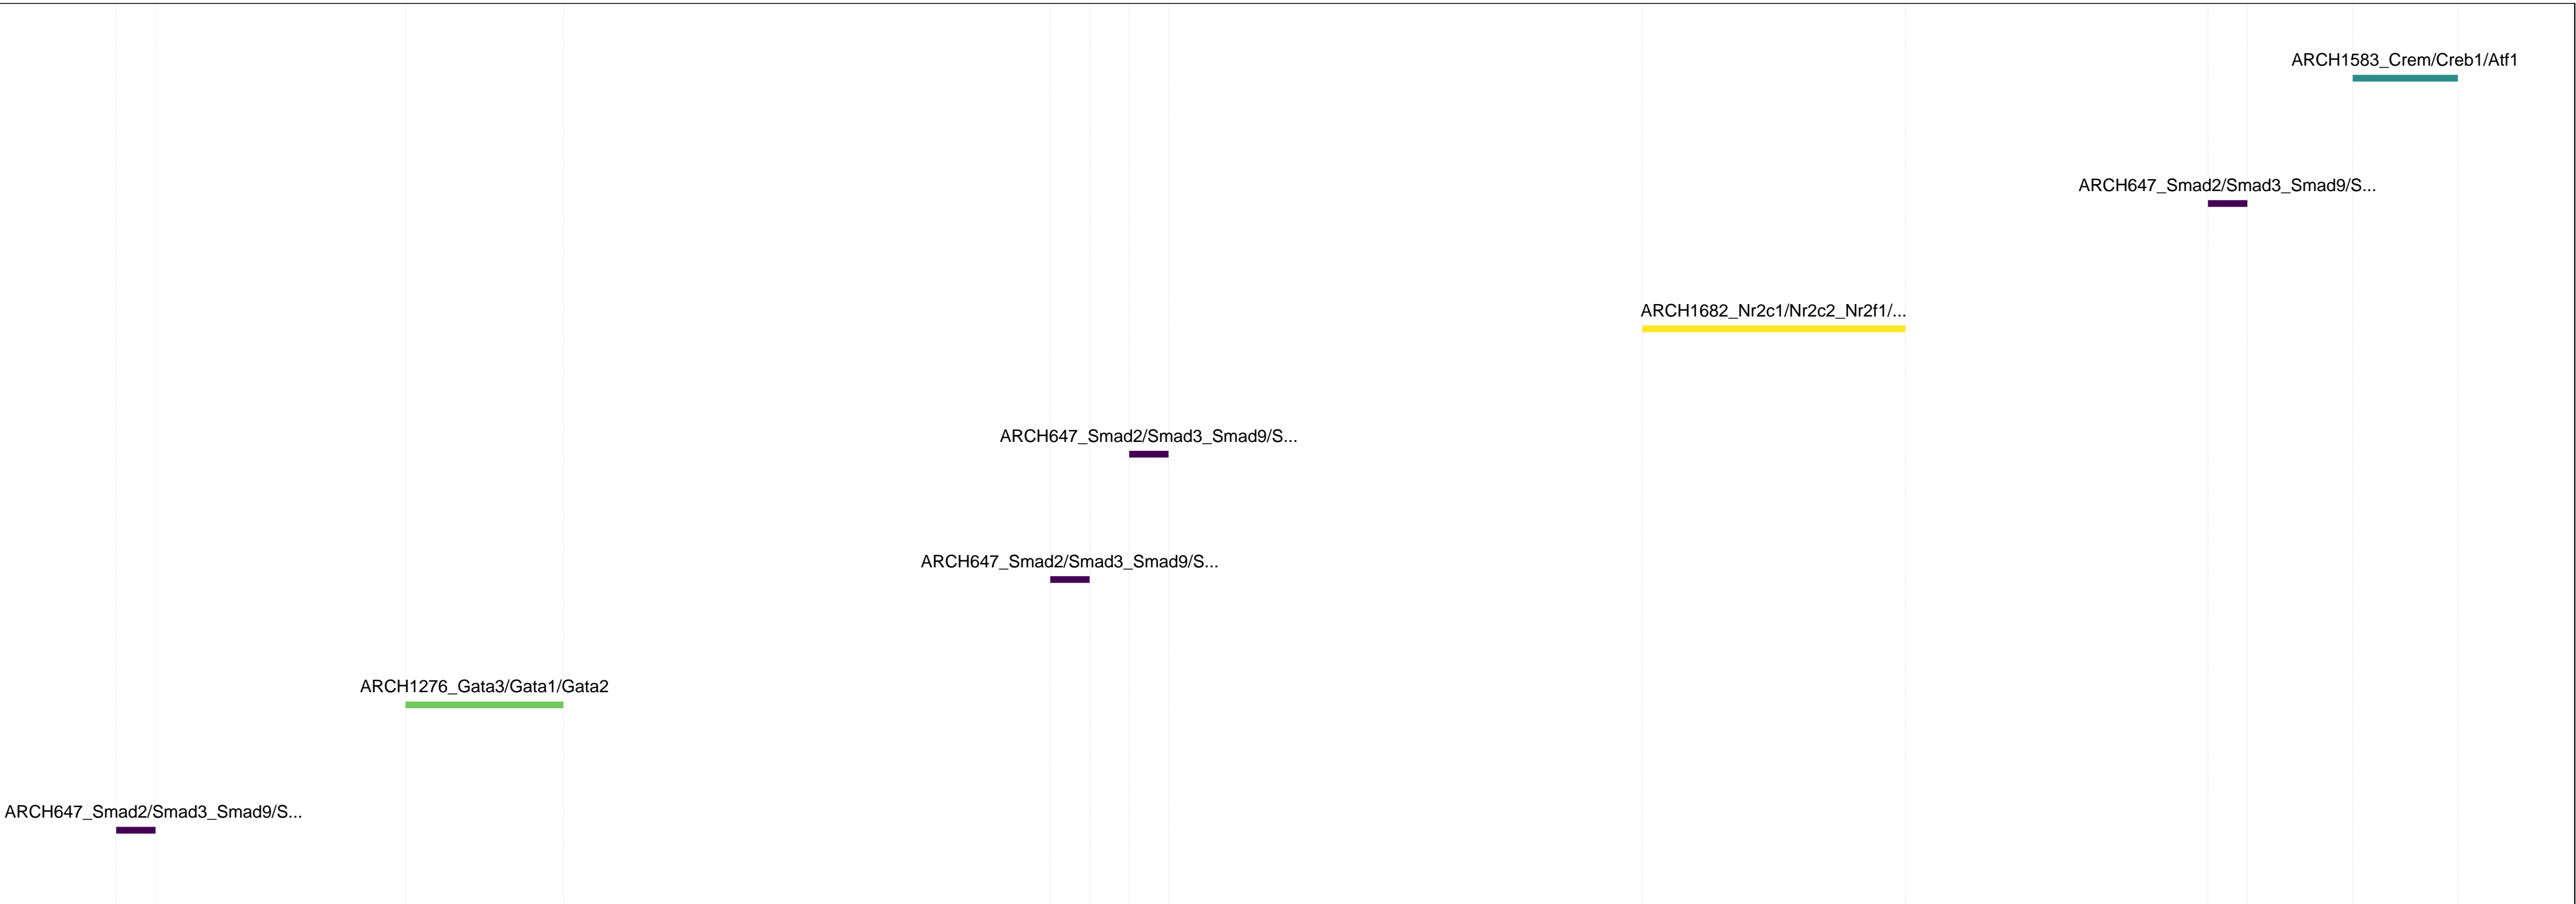 ARCH1583_Crem/Creb1/Atf1
ARCH647_Smad2/Smad3_Smad9/S...
ARCH1682_Nr2c1/Nr2c2_Nr2f1/...
ARCH647_Smad2/Smad3_Smad9/S...
ARCH647_Smad2/Smad3_Smad9/S...
ARCH1276_Gata3/Gata1/Gata2
ARCH647_Smad2/Smad3_Smad9/S...